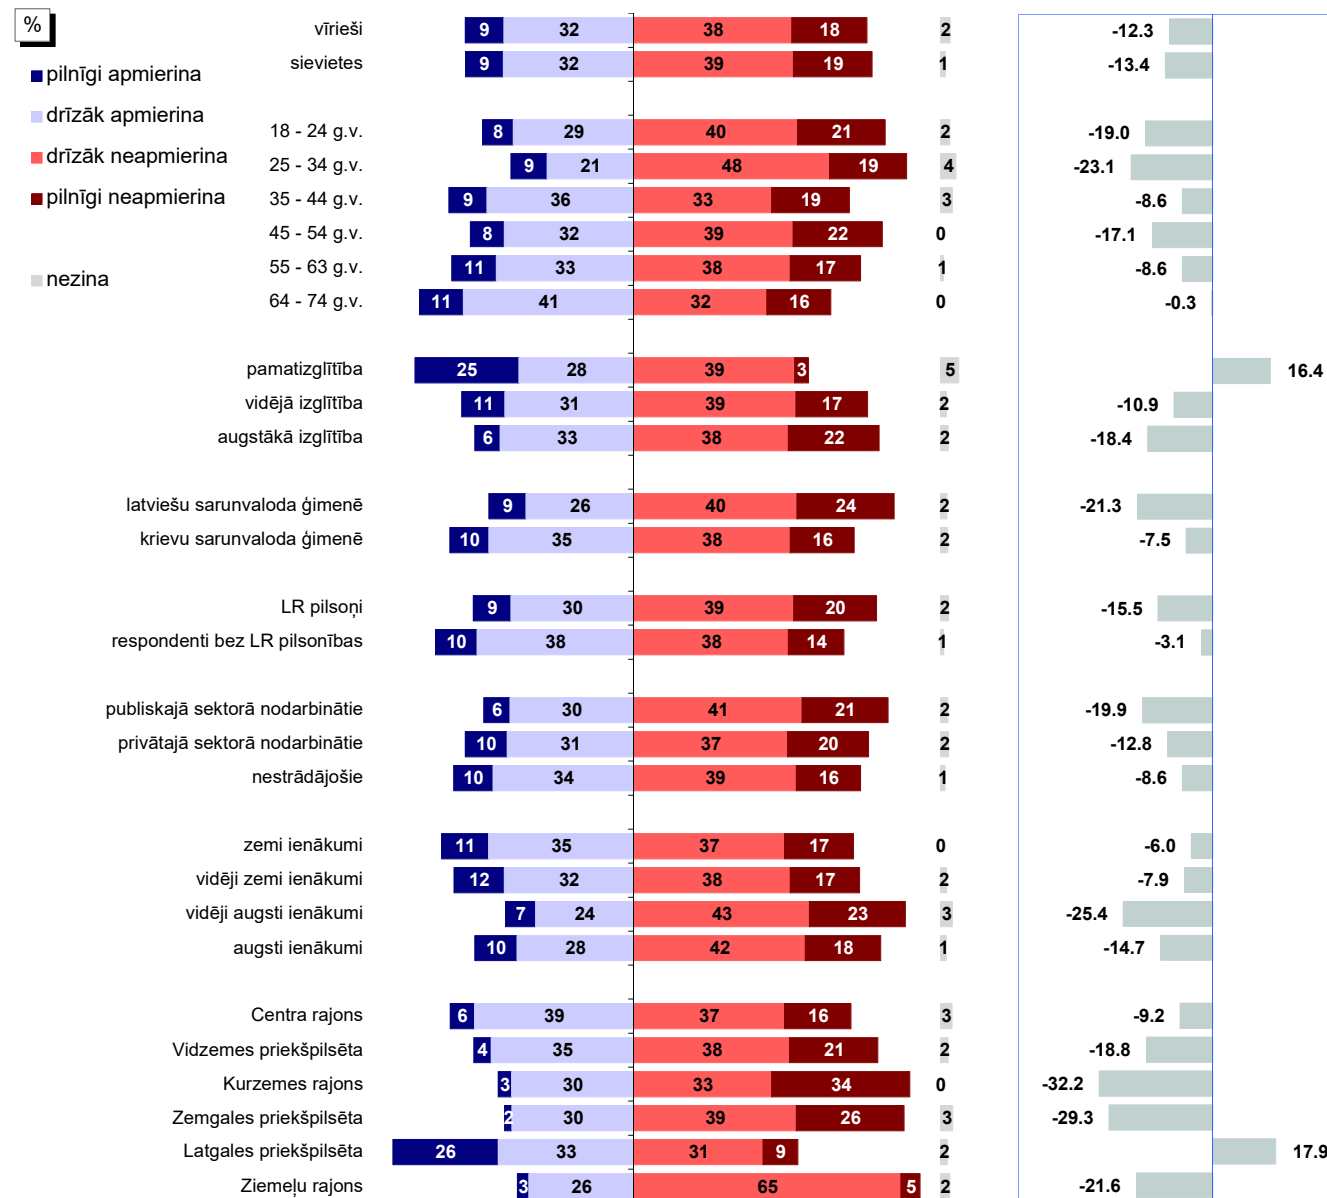 %
pilnīgi apmierina
drīzāk apmierina
drīzāk neapmierina
pilnīgi neapmierina
nezina
vīrieši 9 32 38 18 2 -12.3
sievietes 9 32 39 19 1 -13.4
18 - 24 g.v. 8 29 40 21 2 -19.0
25 - 34 g.v. 9 21 48 19 4 -23.1
35 - 44 g.v. 9 36 33 19 3 -8.6
45 - 54 g.v. 8 32 39 22 0 -17.1
55 - 63 g.v. 11 33 38 17 1 -8.6
64 - 74 g.v. 11 41 32 16 0 -0.3
pamatizglītība 25 28 39 3 5 16.4
vidējā izglītība 11 31 39 17 2 -10.9
augstākā izglītība 6 33 38 22 2 -18.4
latviešu sarunvaloda ģimenē 9 26 40 24 2 -21.3
krievu sarunvaloda ģimenē 10 35 38 16 2 -7.5
LR pilsoņi 9 30 39 20 2 -15.5
respondenti bez LR pilsonības 10 38 38 14 1 -3.1
publiskajā sektorā nodarbinātie 6 30 41 21 2 -19.9
privātajā sektorā nodarbinātie 10 31 37 20 2 -12.8
nestrādājošie 10 34 39 16 1 -8.6
zemi ienākumi 11 35 37 17 0 -6.0
vidēji zemi ienākumi 12 32 38 17 2 -7.9
vidēji augsti ienākumi 7 24 43 23 3 -25.4
augsti ienākumi 10 28 42 18 1 -14.7
Centra rajons 6 39 37 16 3 -9.2
Vidzemes priekšpilsēta 4 35 38 21 2 -18.8
Kurzemes rajons 3 30 33 34 0 -32.2
Zemgales priekšpilsēta 2 30 39 26 3 -29.3
Latgales priekšpilsēta 26 33 31 9 2 17.9
Ziemeļu rajons 3 26 65 5 2 -21.6